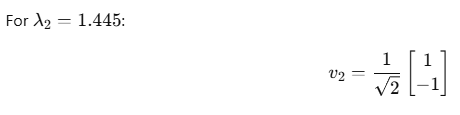 For λ₂ = 1.445:
v₂ = 1/√2 [1 -1]